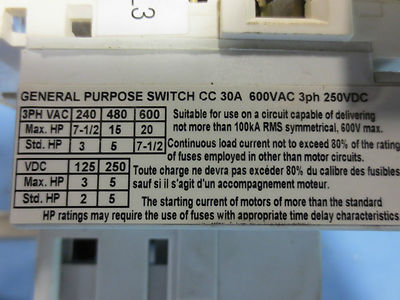 L3
GENERAL PURPOSE SWITCH CC 30A 600VAC 3ph 250VDC
3PH VAC 240 480 600
Max. HP 7-1/2 15 20
Std. HP 3 5 7-1/2
VDC 125 250
Max. HP 3 5
Std. HP 2 5
Suitable for use on a circuit capable of delivering
not more than 100kA RMS symmetrical, 600V max.
Continuous load current not to exceed 80% of the rating
of fuses employed in other than motor circuits.
Toute charge ne devra pas excéder 80% du calibre des fusibles
sauf si il s'agit d'un accompagnement moteur.
The starting current of motors of more than the standard
HP ratings may require the use of fuses with appropriate time delay characteristics